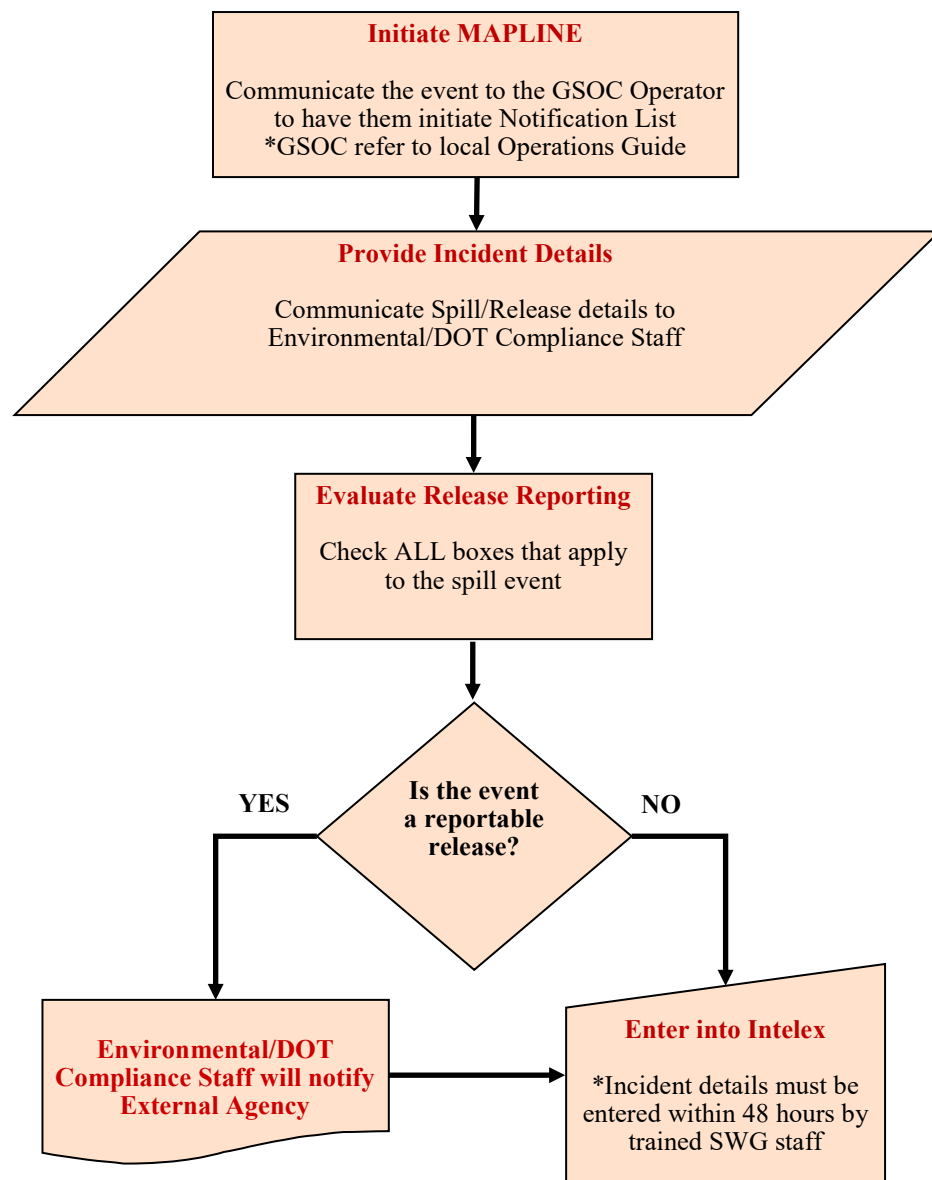 Initiate MAPLINE
Communicate the event to the GSOC Operator
to have them initiate Notification List
*GSOC refer to local Operations Guide
Provide Incident Details
Communicate Spill/Release details to
Environmental/DOT Compliance Staff
Evaluate Release Reporting
Check ALL boxes that apply
to the spill event
Is the event
a reportable
release?
YES
NO
Environmental/DOT
Compliance Staff will notify
External Agency
Enter into Intelex
*Incident details must be
entered within 48 hours by
trained SWG staff